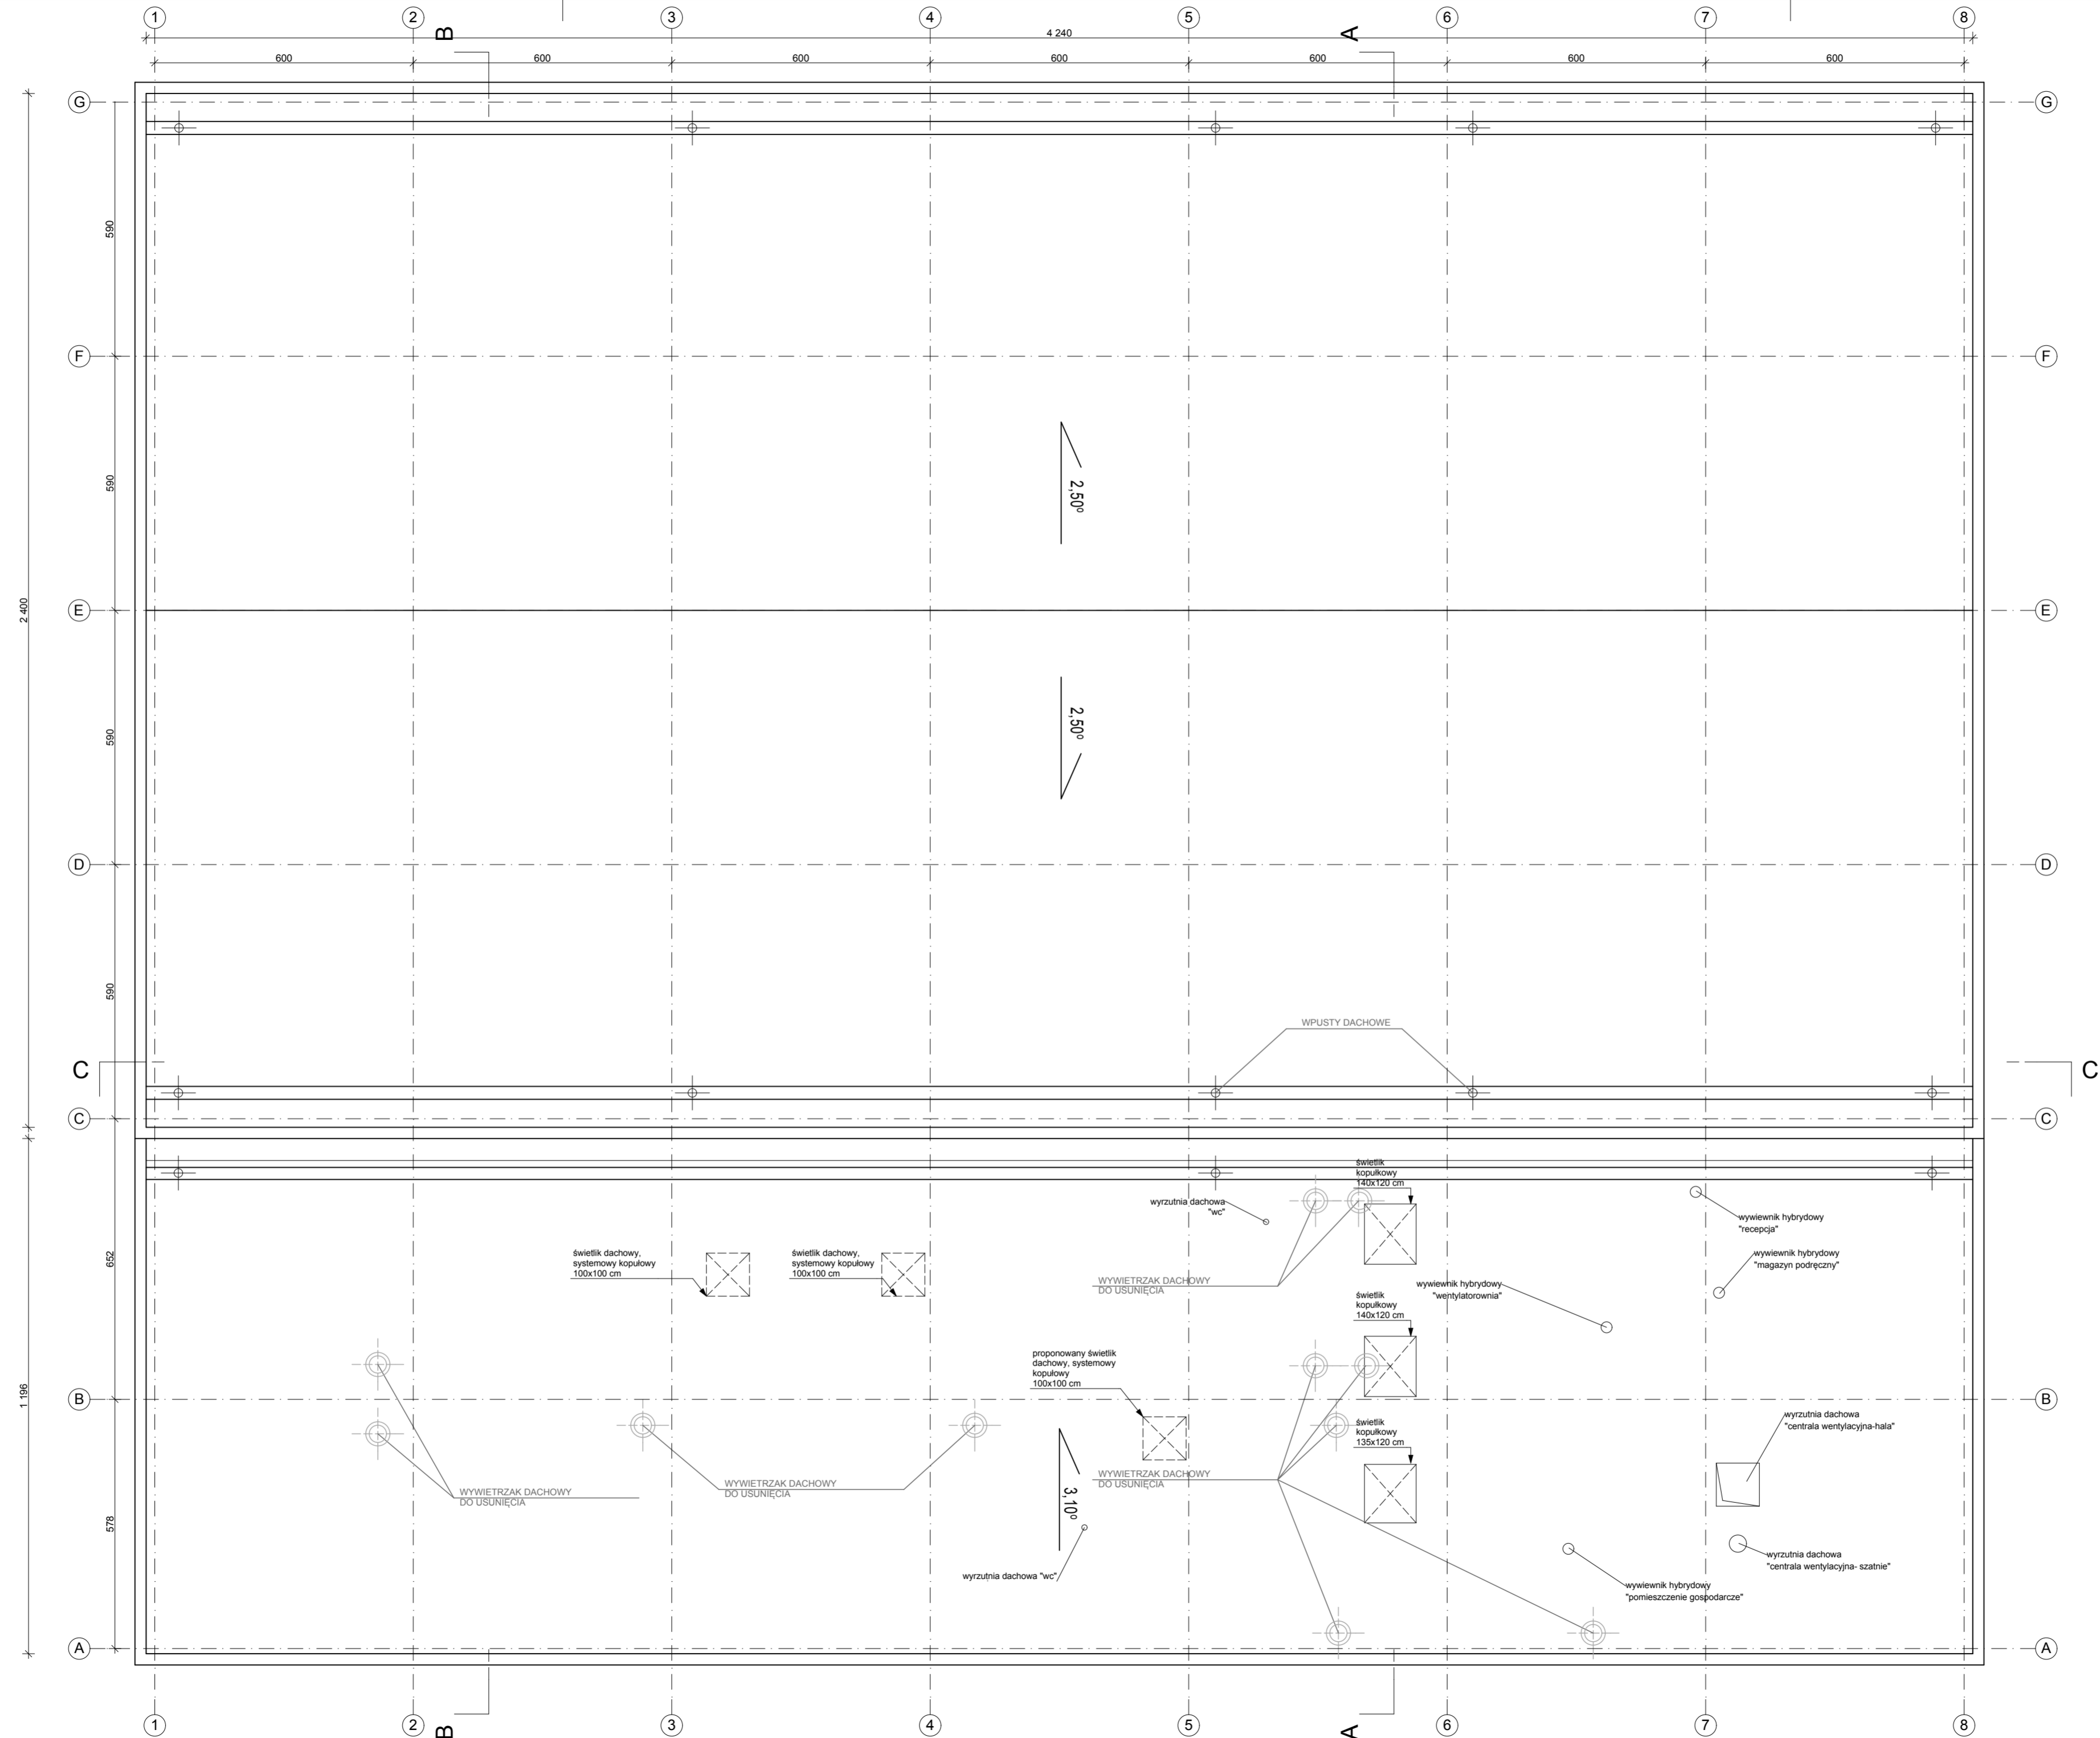 1
2
3
4
5
6
7
8
B
A
4 240
600
600
600
600
600
600
600
G
G
590
F
F
2,50º
590
2 400
E
E
2,50º
590
D
D
590
WPUSTY DACHOWE
C
C
C
C
świetlik
kopułkowy
140x120 cm
wyrzutnia dachowa
"wc"
wywiewnik hybrydowy
"recepcja"
652
świetlik dachowy,
systemowy kopułowy
100x100 cm
świetlik dachowy,
systemowy kopułowy
100x100 cm
WYWIETRZAK DACHOWY
DO USUNIĘCIA
wywiewnik hybrydowy
"magazyn podręczny"
wywiewnik hybrydowy
"wentylatorownia"
świetlik
kopułkowy
140x120 cm
proponowany świetlik
dachowy, systemowy
kopułowy
100x100 cm
1 196
B
B
świetlik
kopułkowy
135x120 cm
wyrzutnia dachowa
"centrala wentylacyjna-hala"
WYWIETRZAK DACHOWY
DO USUNIĘCIA
WYWIETRZAK DACHOWY
DO USUNIĘCIA
WYWIETRZAK DACHOWY
DO USUNIĘCIA
3,10º
578
wyrzutnia dachowa
"centrala wentylacyjna- szatnie"
wyrzutnia dachowa "wc"
wywiewnik hybrydowy
"pomieszczenie gospodarcze"
A
A
1
2
3
4
5
6
7
8
B
A